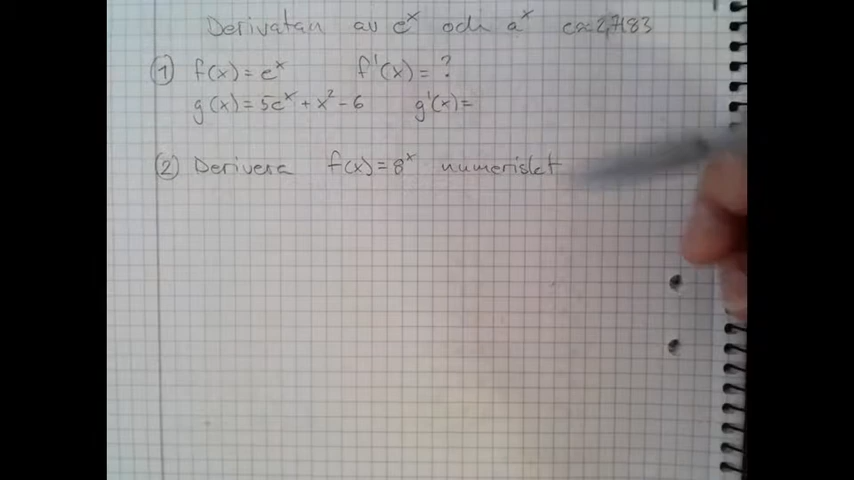 Derivatan av e^x och a^x e≈2,7183
① f(x) = e^x f'(x) = ?
g(x) = 5e^x + x² - 6 g'(x) =
② Derivera f(x) = 8^x numeriskt